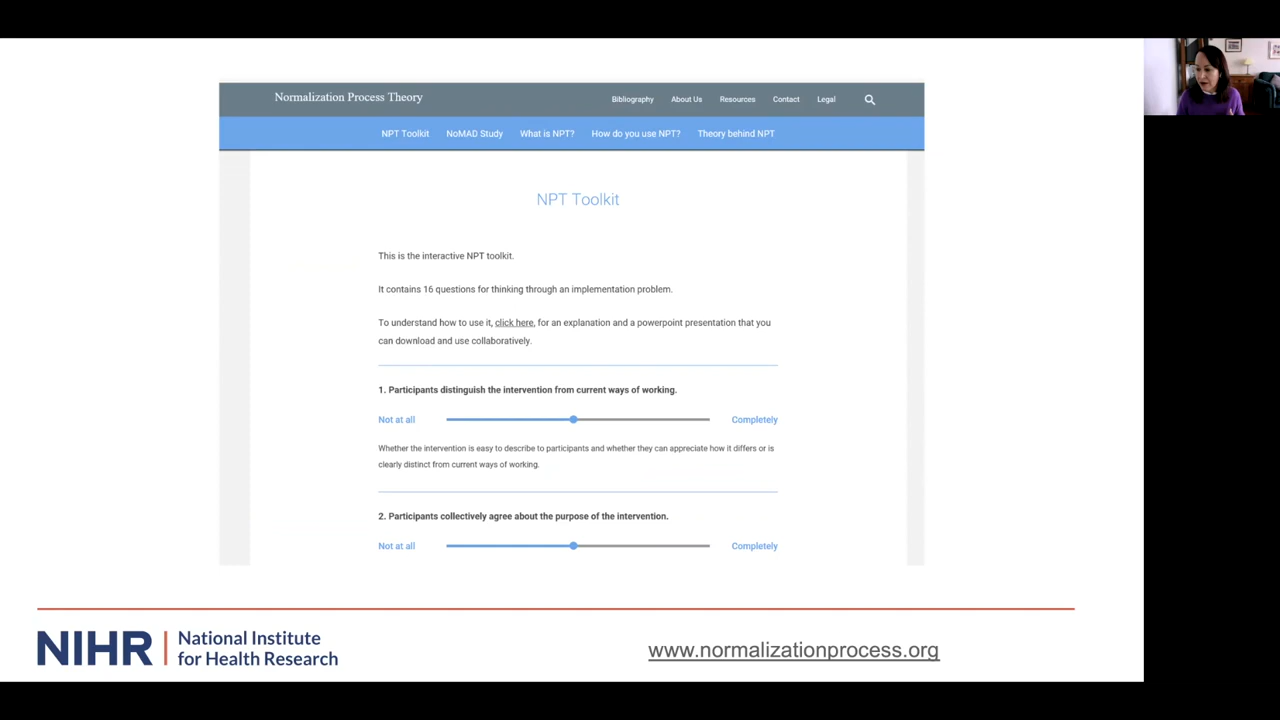 Normalization Process Theory
Bibliography About Us Resources Contact Legal
NPT Toolkit NoMAD Study What is NPT? How do you use NPT? Theory behind NPT
NPT Toolkit
This is the interactive NPT toolkit.
It contains 16 questions for thinking through an implementation problem.
To understand how to use it, click here, for an explanation and a powerpoint presentation that you
can download and use collaboratively.
1. Participants distinguish the intervention from current ways of working.
Not at all Completely
Whether the intervention is easy to describe to participants and whether they can appreciate how it differs or is
clearly distinct from current ways of working.
2. Participants collectively agree about the purpose of the intervention.
Not at all Completely
NIHR National Institute
for Health Research
www.normalizationprocess.org